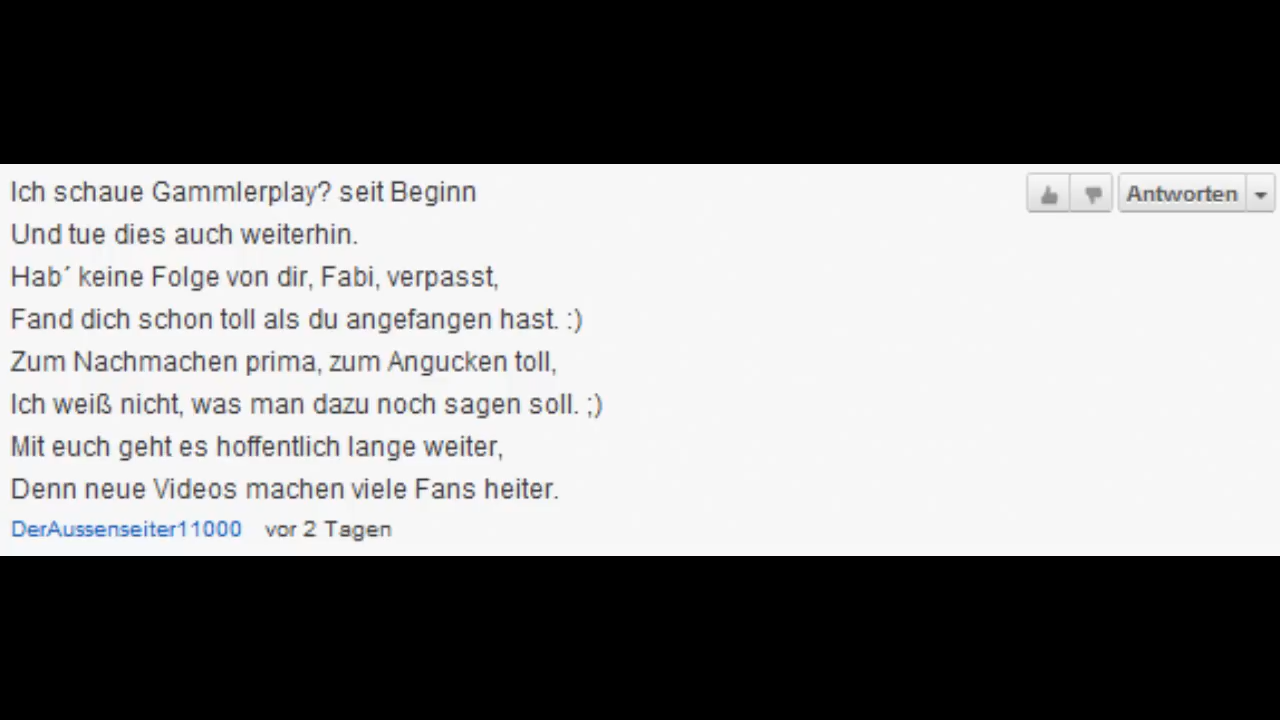 Ich schaue Gammlerplay? seit Beginn
Antworten
Und tue dies auch weiterhin.
Hab´ keine Folge von dir, Fabi, verpasst,
Fand dich schon toll als du angefangen hast. :)
Zum Nachmachen prima, zum Angucken toll,
Ich weiß nicht, was man dazu noch sagen soll. ;)
Mit euch geht es hoffentlich lange weiter,
Denn neue Videos machen viele Fans heiter.
DerAussenseiter11000 vor 2 Tagen